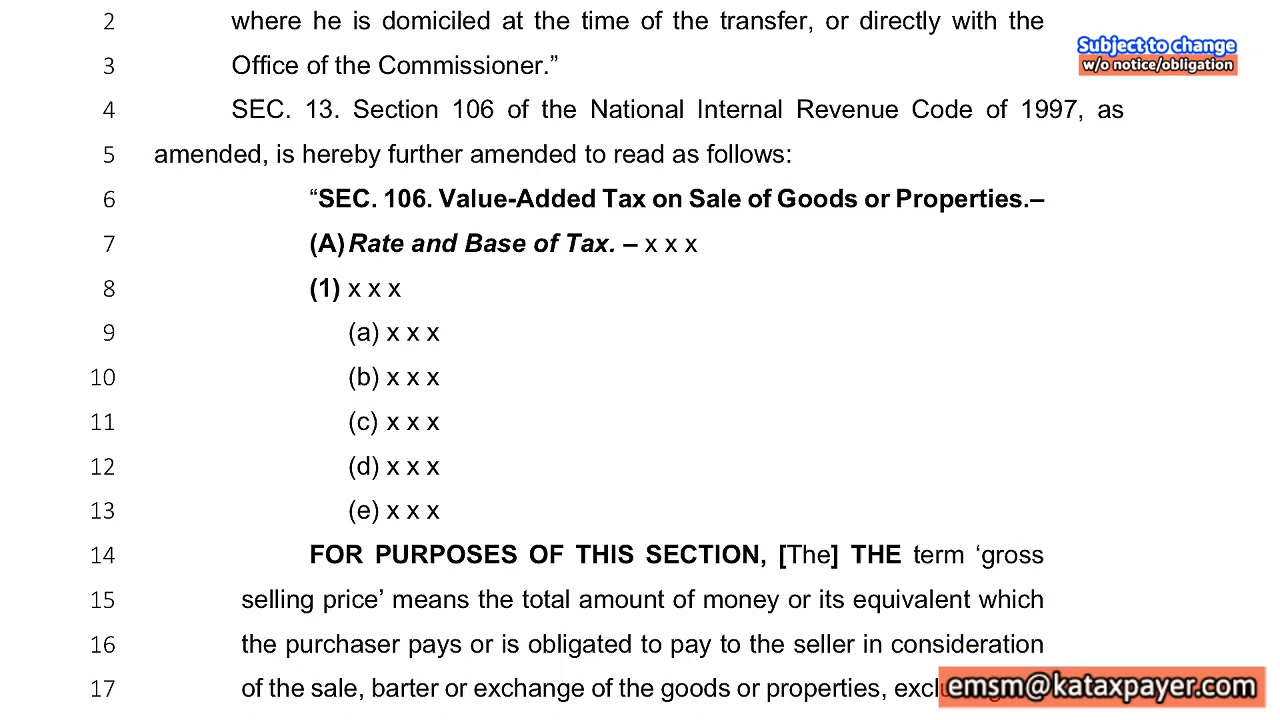 2 where he is domiciled at the time of the transfer, or directly with the
Subject to change
w/o notice/obligation
3 Office of the Commissioner.”
4 SEC. 13. Section 106 of the National Internal Revenue Code of 1997, as
5 amended, is hereby further amended to read as follows:
6 “SEC. 106. Value-Added Tax on Sale of Goods or Properties.–
7 (A) Rate and Base of Tax. – x x x
8 (1) x x x
9 (a) x x x
10 (b) x x x
11 (c) x x x
12 (d) x x x
13 (e) x x x
14 FOR PURPOSES OF THIS SECTION, [The] THE term ‘gross
15 selling price’ means the total amount of money or its equivalent which
16 the purchaser pays or is obligated to pay to the seller in consideration
17 of the sale, barter or exchange of the goods or properties,
emsm@kataxpayer.com